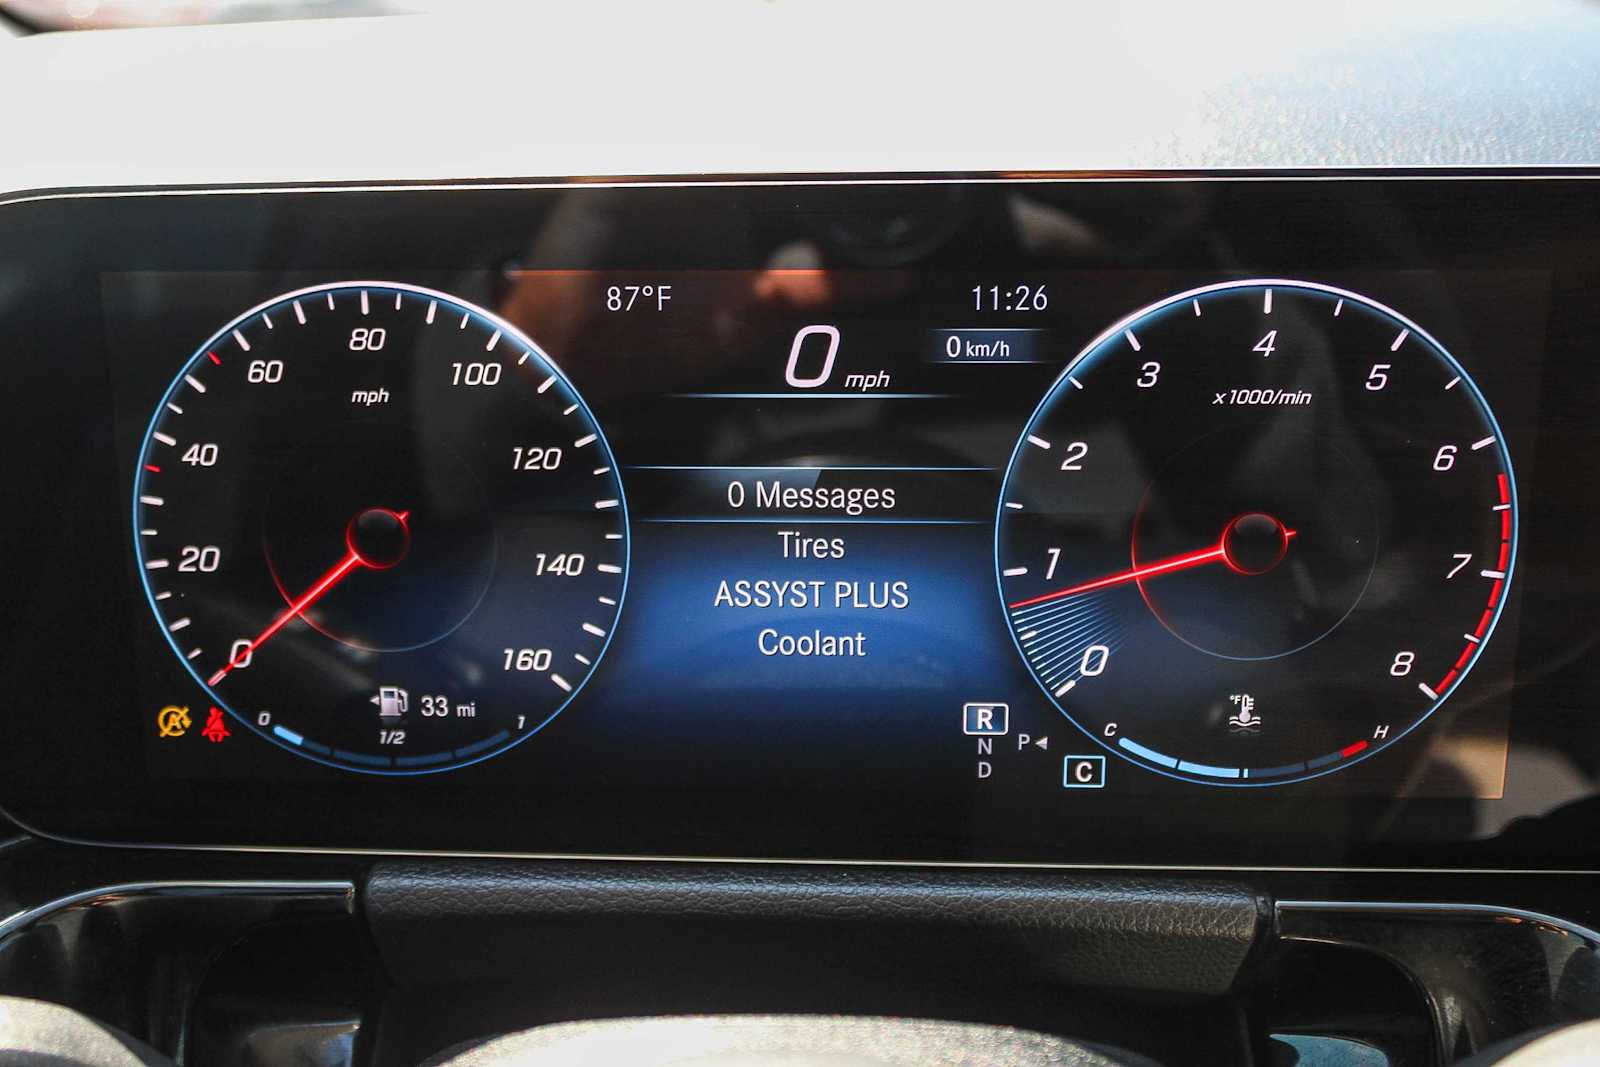 87°F
11:26
0 mph
0 km/h
0
20
40
60
80
100
120
140
160
mph
0 Messages
Tires
ASSYST PLUS
Coolant
0
1
2
3
4
5
6
7
8
x1000/min
A
33 mi
0
1/2
1
R
N
D
P
C
C
°F
H